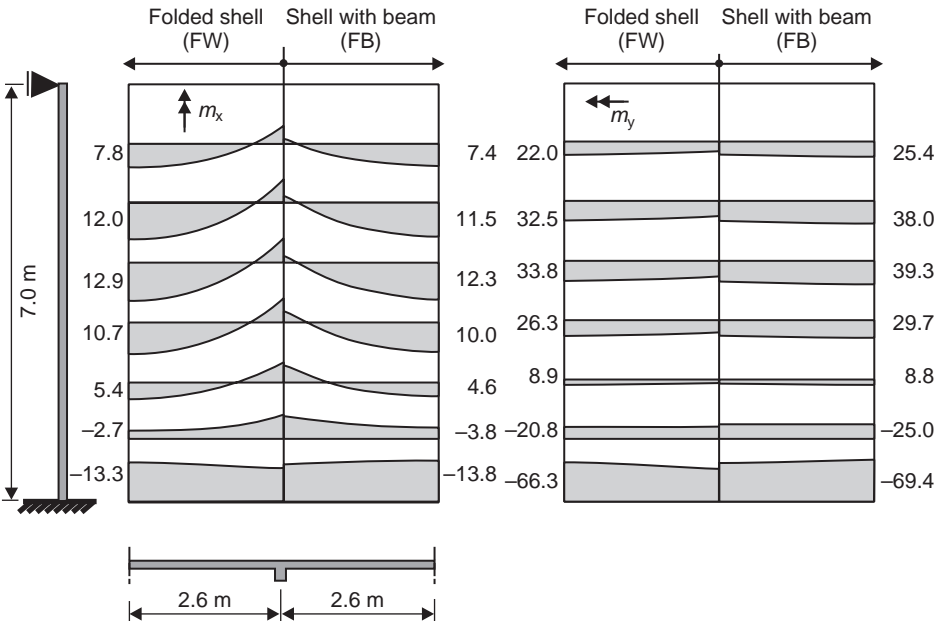 Folded shell
(FW)
Shell with beam
(FB)
Folded shell
(FW)
Shell with beam
(FB)
mx
my
7.8
7.4
22.0
25.4
12.0
11.5
32.5
38.0
12.9
12.3
33.8
39.3
10.7
10.0
26.3
29.7
5.4
4.6
8.9
8.8
–2.7
–3.8
–20.8
–25.0
–13.3
–13.8
–66.3
–69.4
7.0 m
2.6 m
2.6 m